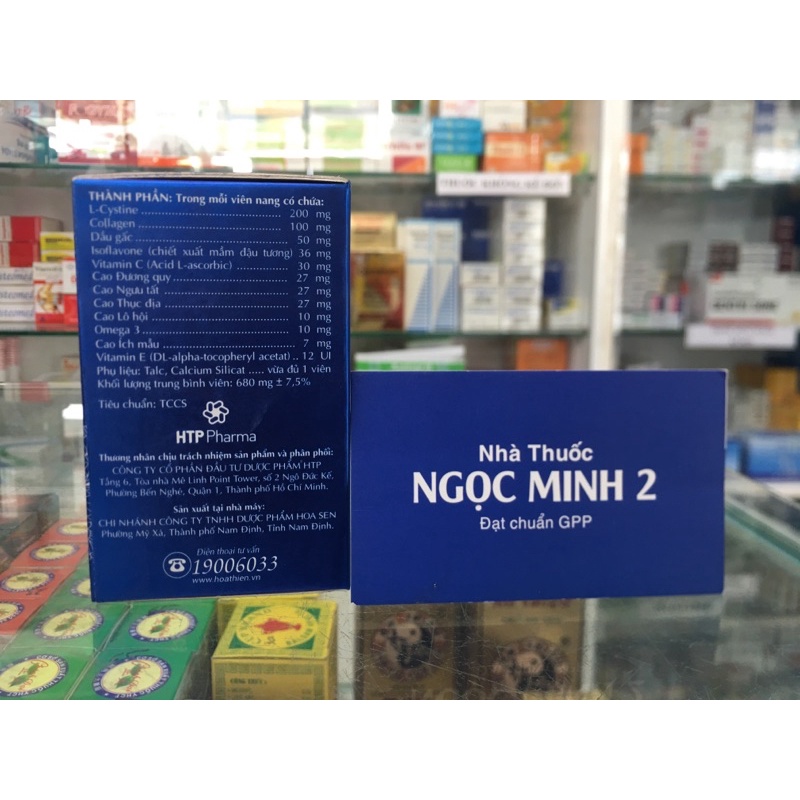 THÀNH PHẦN: Trong mỗi viên nang có chứa:
L-Cystine 200 mg
Collagen 100 mg
Dầu gấc 50 mg
Isoflavone (chiết xuất mầm đậu tương) 36 mg
Vitamin C (Acid L-ascorbic) 30 mg
Cao Đương quy 27 mg
Cao Ngưu tất 27 mg
Cao Thục địa 27 mg
Cao Lô hội 10 mg
Omega 3 10 mg
Cao Ích mẫu 7 mg
Vitamin E (DL-alpha-tocopheryl acetat) .. 12 UI
Phụ liệu: Talc, Calcium Silicat ..... vừa đủ 1 viên
Khối lượng trung bình viên: 680 mg ± 7,5%
Tiêu chuẩn: TCCS
HTP Pharma
Thương nhân chịu trách nhiệm sản phẩm và phân phối:
CÔNG TY CỔ PHẦN ĐẦU TƯ DƯỢC PHẨM HTP
Tầng 6, Tòa nhà Mê Linh Point Tower, số 2 Ngô Đức Kế,
Phường Bến Nghé, Quận 1, Thành phố Hồ Chí Minh.
Sản xuất tại nhà máy:
CHI NHÁNH CÔNG TY TNHH DƯỢC PHẨM HOA SEN
Phường Mỹ Xá, Thành phố Nam Định, Tỉnh Nam Định.
Điện thoại tư vấn
19006033
www.hoathien.vn
Nhà Thuốc
NGỌC MINH 2
Đạt chuẩn GPP